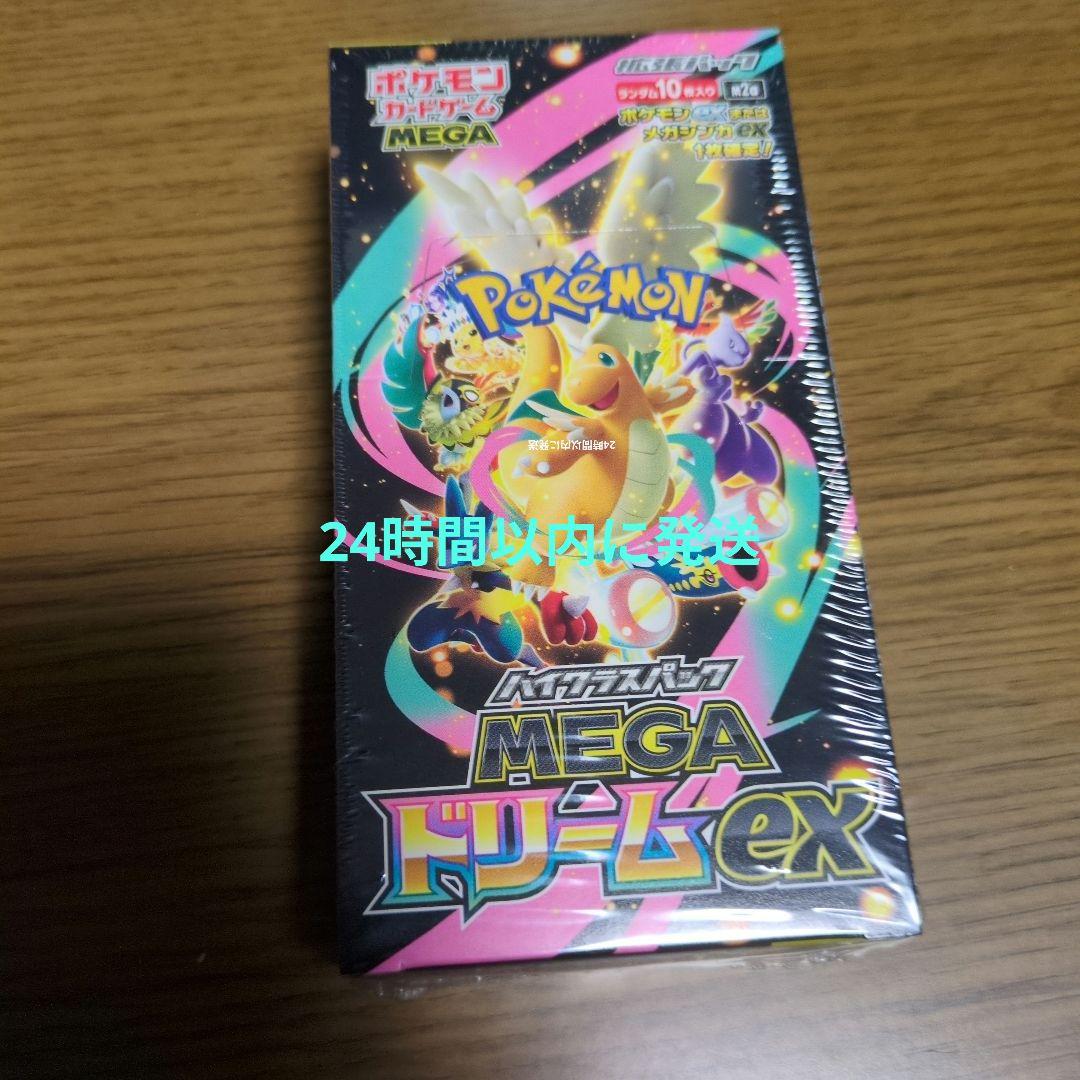 ポケモン
カードゲーム
MEGA
拡張パック
ランダム10枚入り 第2弾
ポケモンexまたは
メガシンカex
1枚確定!
POKéMON
24時間以内に発送
24時間以内に発送
ハイクラスパック
MEGA
ドリームex